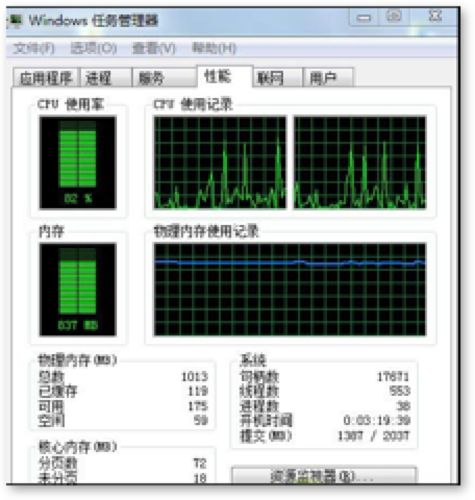 Windows 任务管理器
文件(F) 选项(O) 查看(V) 帮助(H)
应用程序 进程 服务 性能 联网 用户
CPU 使用率 CPU 使用记录
82 %
内存 物理内存使用记录
837 MB
物理内存(MB)
总数 1013
已缓存 119
可用 175
空闲 59
系统
句柄数 17671
线程数 553
进程数 38
开机时间 0:03:19:39
提交(MB) 1387 / 2037
核心内存(MB)
分页数 72
未分页 18
资源监视器(R)...